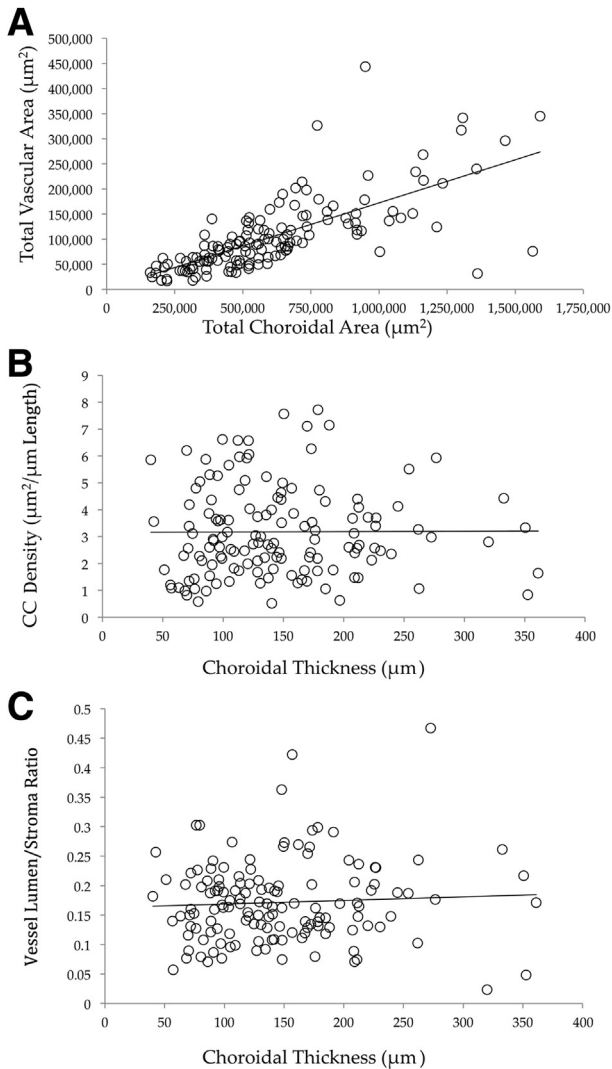 A
Total Vascular Area (µm²)
500,000
450,000
400,000
350,000
300,000
250,000
200,000
150,000
100,000
50,000
0
0 250,000 500,000 750,000 1,000,000 1,250,000 1,500,000 1,750,000
Total Choroidal Area (µm²)
B
CC Density (µm²/µm Length)
9
8
7
6
5
4
3
2
1
0
0 50 100 150 200 250 300 350 400
Choroidal Thickness (µm)
C
Vessel Lumen/Stroma Ratio
0.5
0.45
0.4
0.35
0.3
0.25
0.2
0.15
0.1
0.05
0
0 50 100 150 200 250 300 350 400
Choroidal Thickness (µm)